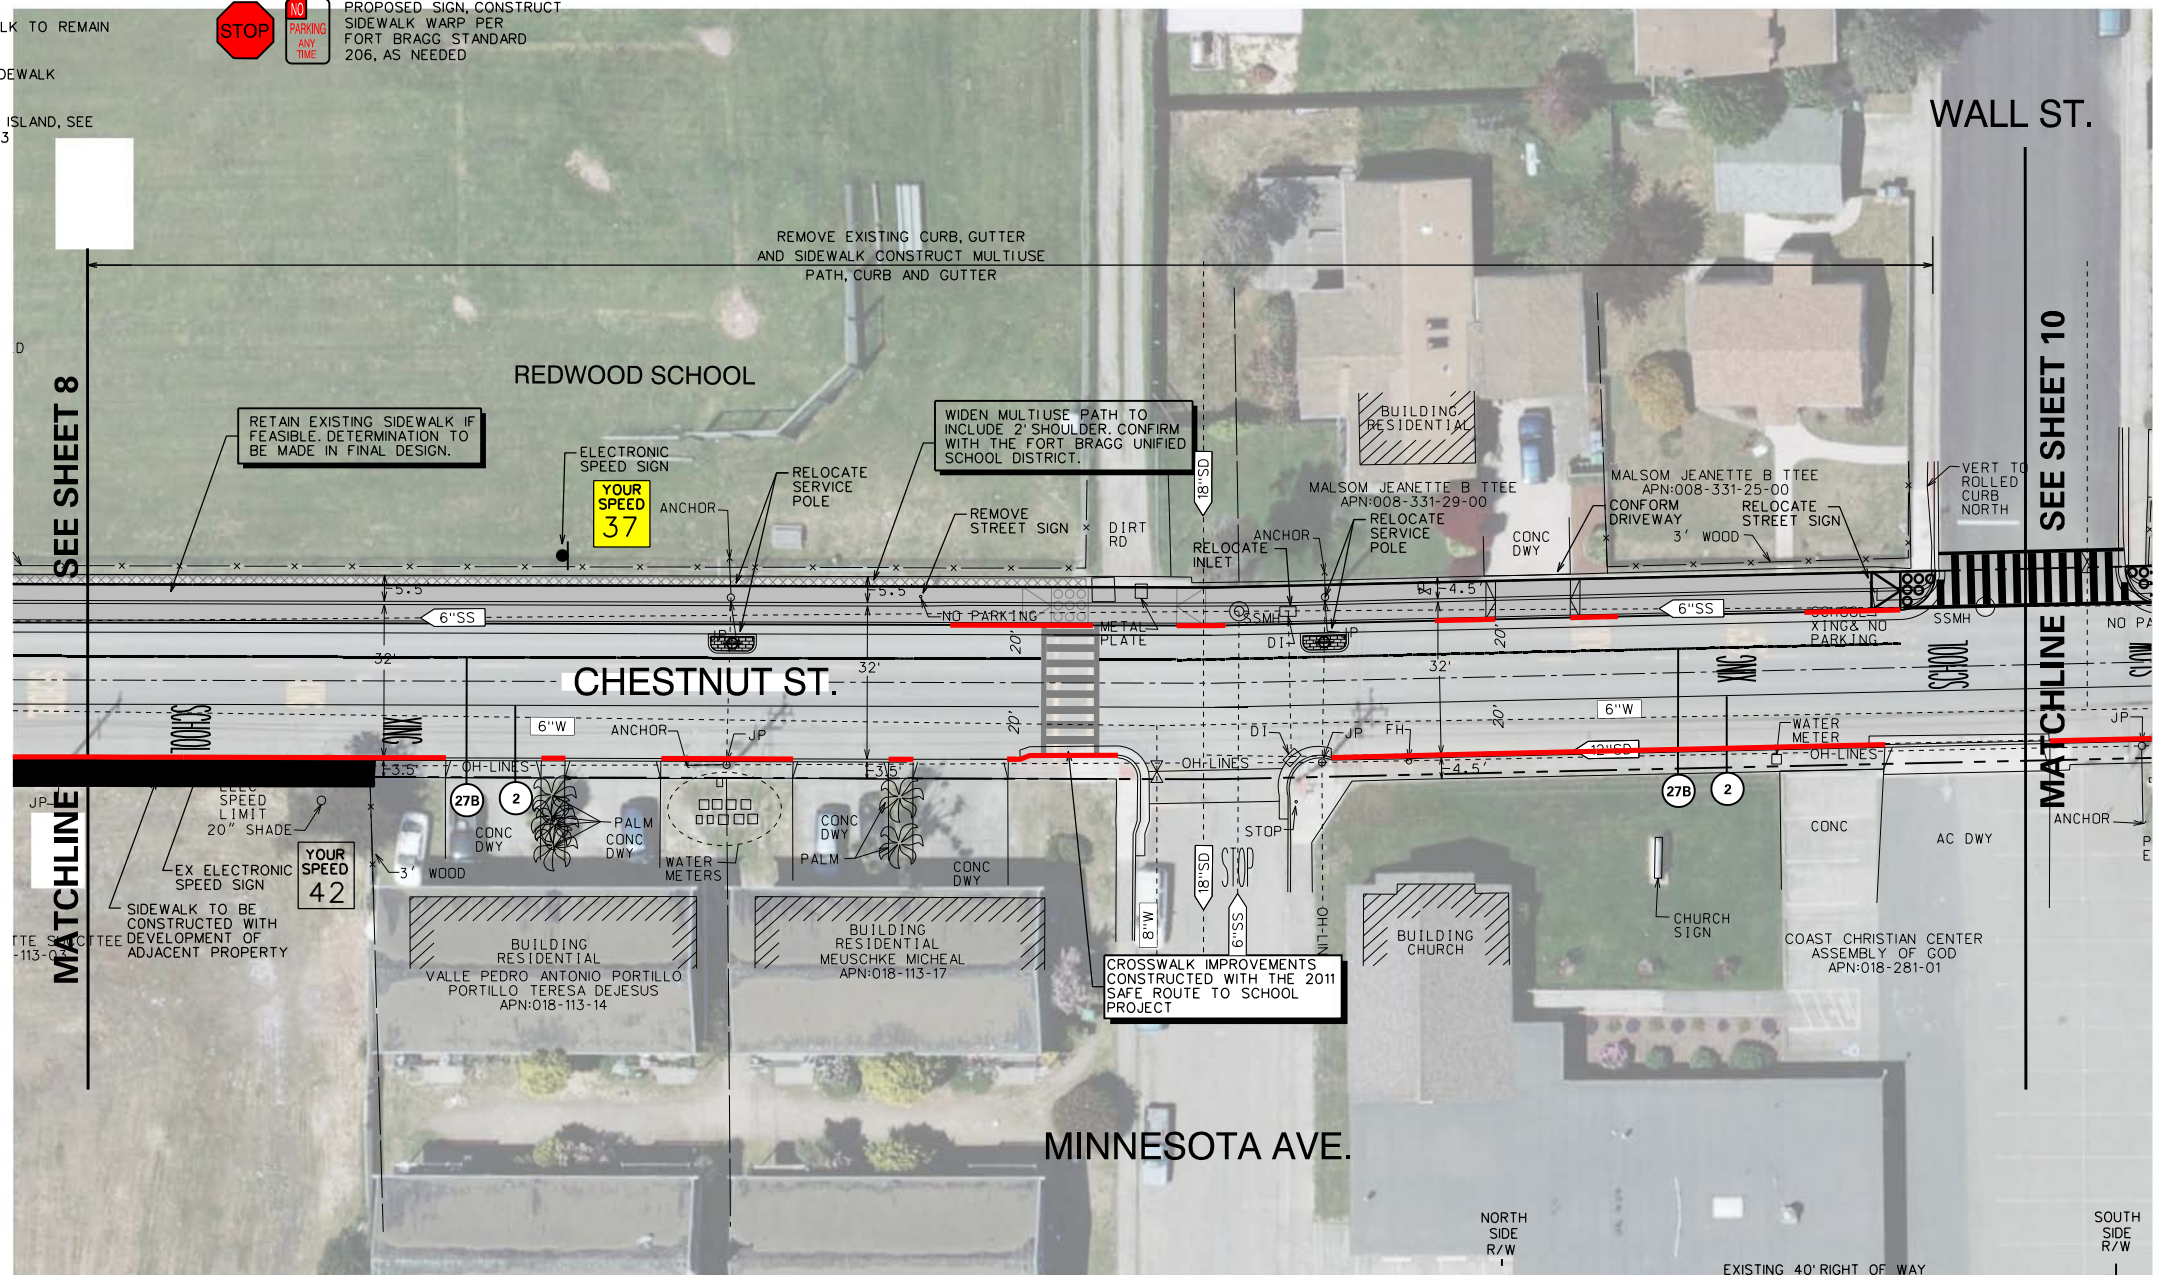 LK TO REMAIN
DEWALK
ISLAND, SEE
3
STOP
NO
PARKING
ANY
TIME
PROPOSED SIGN, CONSTRUCT
SIDEWALK WARP PER
FORT BRAGG STANDARD
206, AS NEEDED
WALL ST.
REMOVE EXISTING CURB, GUTTER
AND SIDEWALK CONSTRUCT MULTIUSE
PATH, CURB AND GUTTER
REDWOOD SCHOOL
MATCHLINE SEE SHEET 8
RETAIN EXISTING SIDEWALK IF
FEASIBLE. DETERMINATION TO
BE MADE IN FINAL DESIGN.
ELECTRONIC
SPEED SIGN
YOUR
SPEED
37
ANCHOR
RELOCATE
SERVICE
POLE
WIDEN MULTIUSE PATH TO
INCLUDE 2' SHOULDER. CONFIRM
WITH THE FORT BRAGG UNIFIED
SCHOOL DISTRICT.
REMOVE
STREET SIGN
DIRT
RD
18"SD
BUILDING
RESIDENTIAL
MALSOM JEANETTE B TTEE
APN:008-331-29-00
RELOCATE
INLET
ANCHOR
RELOCATE
SERVICE
POLE
CONC
DWY
MALSOM JEANETTE B TTEE
APN:008-331-25-00
CONFORM
DRIVEWAY
RELOCATE
STREET SIGN
3' WOOD
VERT TO
ROLLED
CURB
NORTH
MATCHLINE SEE SHEET 10
5.5
5.5'
4.5'
6"SS
NO PARKING
METAL
PLATE
SSMH
DI
JP
JP
6"SS
SCHOOL
XING& NO
PARKING
SSMH
NO PA
32'
32'
20'
32'
20'
CHESTNUT ST.
SCHOOL
XING
XING
SCHOOL
6"W
ANCHOR
JP
20'
DI
JP
FH
20'
6"W
12"SD
WATER
METER
OH-LINES
JP
3.5'
OH-LINES
3.5'
OH-LINES
4.5'
JP
ELEC
SPEED
LIMIT
20" SHADE
27B
2
CONC
DWY
PALM
CONC
DWY
WATER
METERS
CONC
DWY
PALM
CONC
DWY
STOP
STOP
27B
2
CONC
AC DWY
ANCHOR
P
E
EX ELECTRONIC
SPEED SIGN
YOUR
SPEED
42
3' WOOD
SIDEWALK TO BE
CONSTRUCTED WITH
DEVELOPMENT OF
ADJACENT PROPERTY
-113-03
BUILDING
RESIDENTIAL
VALLE PEDRO ANTONIO PORTILLO
PORTILLO TERESA DEJESUS
APN:018-113-14
BUILDING
RESIDENTIAL
MEUSCHKE MICHEAL
APN:018-113-17
8"W
18"SD
6"SS
OH-LIN
BUILDING
CHURCH
CHURCH
SIGN
COAST CHRISTIAN CENTER
ASSEMBLY OF GOD
APN:018-281-01
CROSSWALK IMPROVEMENTS
CONSTRUCTED WITH THE 2011
SAFE ROUTE TO SCHOOL
PROJECT
MINNESOTA AVE.
NORTH
SIDE
R/W
SOUTH
SIDE
R/W
EXISTING 40' RIGHT OF WAY